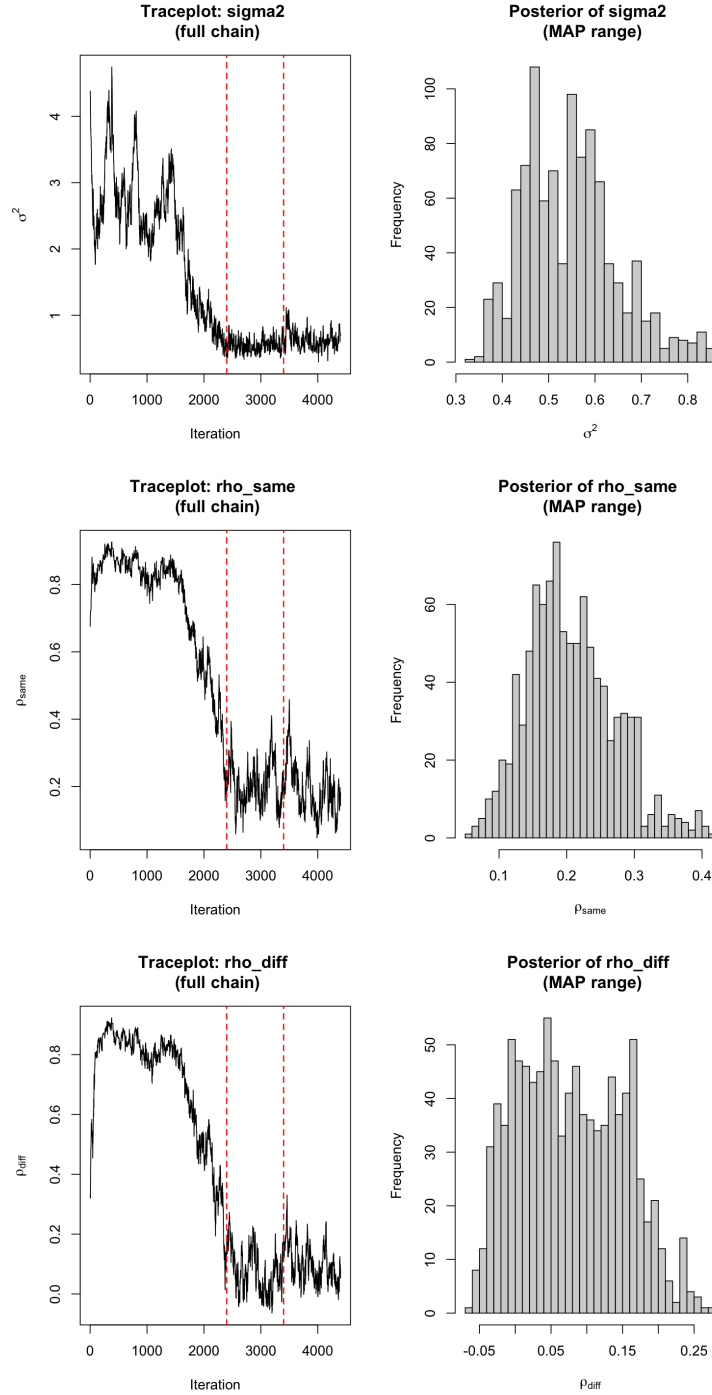 Traceplot: sigma2
(full chain)
σ²
4
3
2
1
0 1000 2000 3000 4000
Iteration
Posterior of sigma2
(MAP range)
Frequency
100
80
60
40
20
0
0.3 0.4 0.5 0.6 0.7 0.8
σ²
Traceplot: rho_same
(full chain)
ρsame
0.8
0.6
0.4
0.2
0 1000 2000 3000 4000
Iteration
Posterior of rho_same
(MAP range)
Frequency
60
40
20
0
0.1 0.2 0.3 0.4
ρsame
Traceplot: rho_diff
(full chain)
ρdiff
0.8
0.6
0.4
0.2
0.0
0 1000 2000 3000 4000
Iteration
Posterior of rho_diff
(MAP range)
Frequency
50
40
30
20
10
0
-0.05 0.05 0.15 0.25
ρdiff